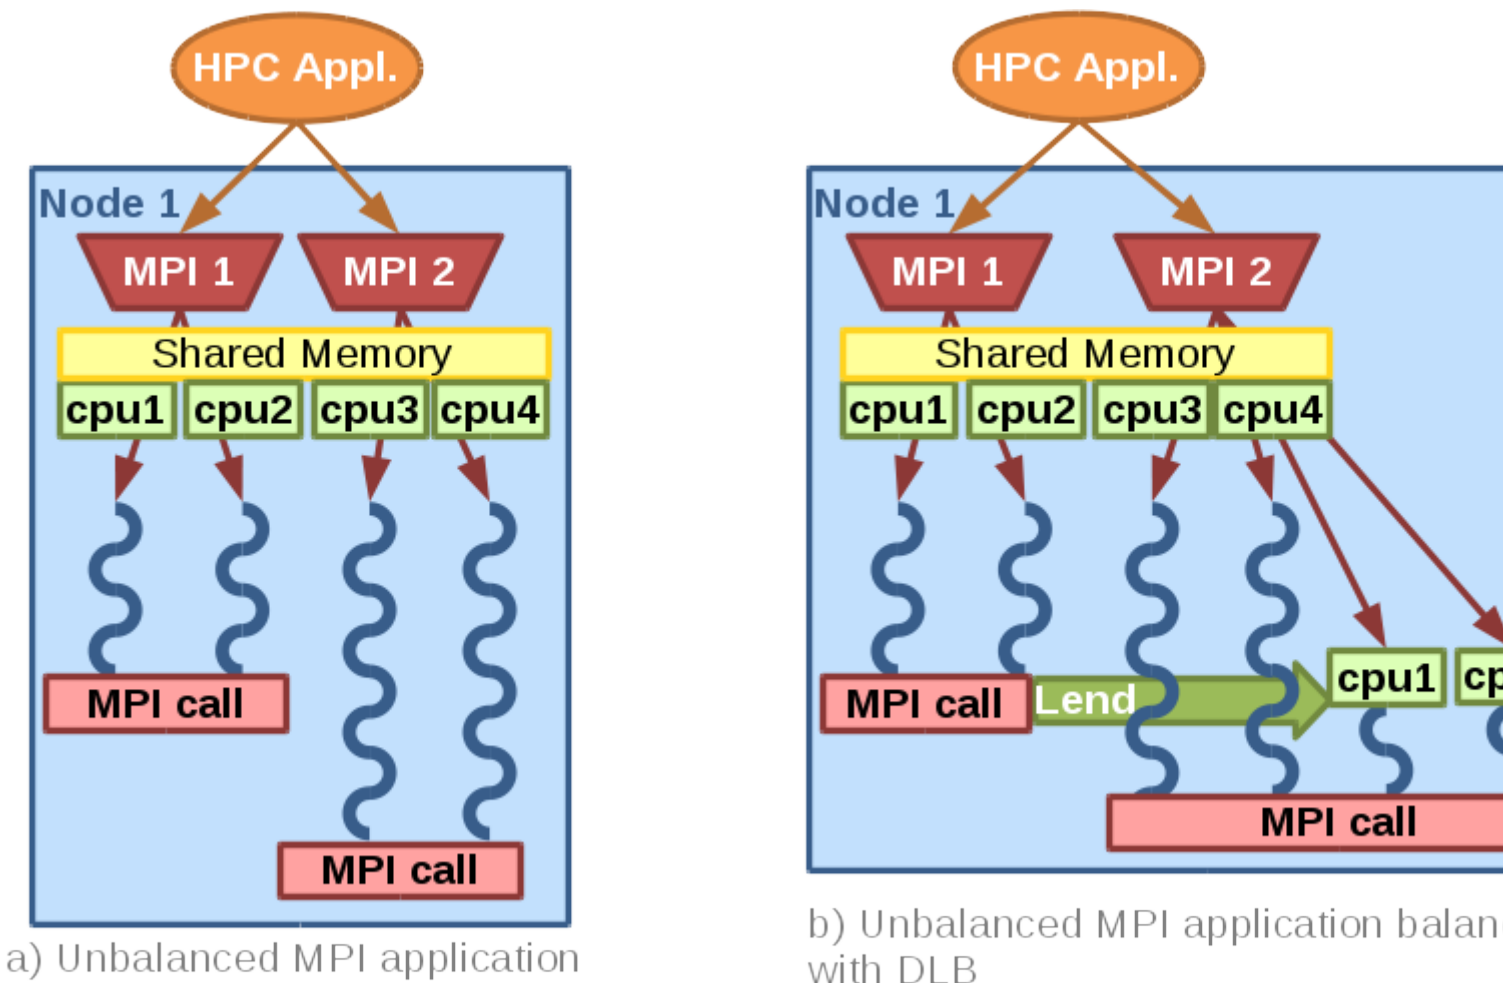 HPC Appl.
Node 1
MPI 1 MPI 2
Shared Memory
cpu1 cpu2 cpu3 cpu4
MPI call
MPI call
a) Unbalanced MPI application
HPC Appl.
Node 1
MPI 1 MPI 2
Shared Memory
cpu1 cpu2 cpu3 cpu4
cpu1
MPI call Lend
MPI call
b) Unbalanced MPI application
with DLB